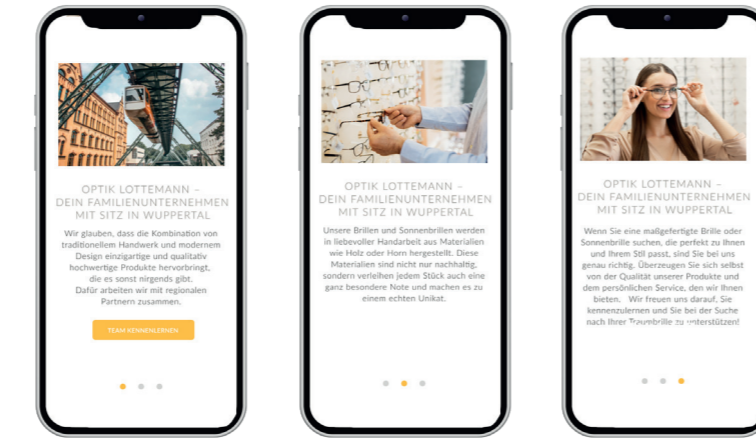 OPTIK LOTTEMANN –
DEIN FAMILIENUNTERNEHMEN
MIT SITZ IN WUPPERTAL
Wir glauben, dass die Kombination von
traditionellem Handwerk und modernem
Design einzigartige und qualitativ
hochwertige Produkte hervorbringt,
die es sonst nirgends gibt.
Dafür arbeiten wir mit regionalen
Partnern zusammen.
TEAM KENNENLERNEN
OPTIK LOTTEMANN –
DEIN FAMILIENUNTERNEHMEN
MIT SITZ IN WUPPERTAL
Unsere Brillen und Sonnenbrillen werden
in liebevoller Handarbeit aus Materialien
wie Holz oder Horn hergestellt. Diese
Materialien sind nicht nur nachhaltig,
sondern verleihen jedem Stück auch eine
ganz besondere Note und machen es zu
einem echten Unikat.
OPTIK LOTTEMANN –
DEIN FAMILIENUNTERNEHMEN
MIT SITZ IN WUPPERTAL
Wenn Sie eine maßgefertigte Brille oder
Sonnenbrille suchen, die perfekt zu Ihnen
und Ihrem Stil passt, sind Sie bei uns
genau richtig. Überzeugen Sie sich selbst
von der Qualität unserer Produkte und
dem persönlichen Service, den wir Ihnen
bieten. Wir freuen uns darauf, Sie
kennenzulernen und Sie bei der Suche
nach Ihrer Traumbrille zu unterstützen!